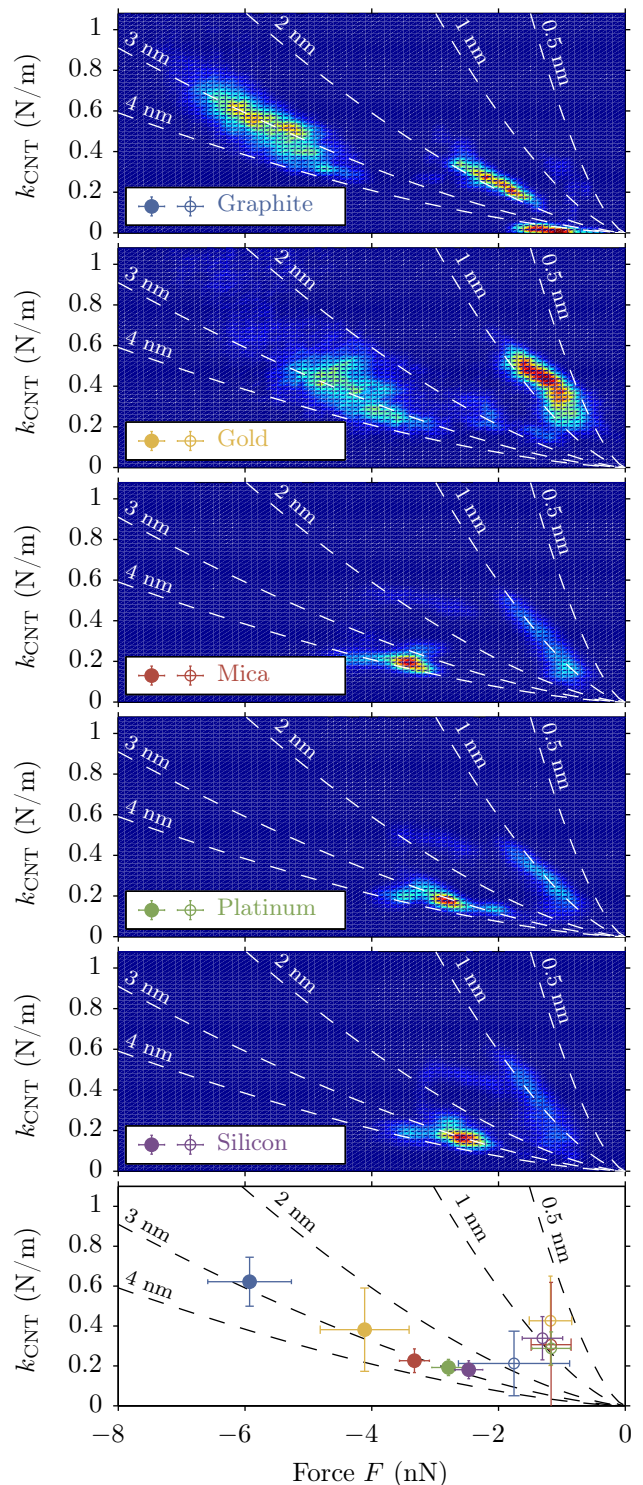 1
0.8
0.6
0.4
0.2
0
k_CNT (N/m)
3 nm
4 nm
2 nm
1 nm
0.5 nm
Graphite
1
0.8
0.6
0.4
0.2
0
k_CNT (N/m)
3 nm
4 nm
2 nm
1 nm
0.5 nm
Gold
1
0.8
0.6
0.4
0.2
0
k_CNT (N/m)
3 nm
4 nm
2 nm
1 nm
0.5 nm
Mica
1
0.8
0.6
0.4
0.2
0
k_CNT (N/m)
3 nm
4 nm
2 nm
1 nm
0.5 nm
Platinum
1
0.8
0.6
0.4
0.2
0
k_CNT (N/m)
3 nm
4 nm
2 nm
1 nm
0.5 nm
Silicon
1
0.8
0.6
0.4
0.2
0
k_CNT (N/m)
3 nm
4 nm
2 nm
1 nm
0.5 nm
−8 −6 −4 −2 0
Force F (nN)